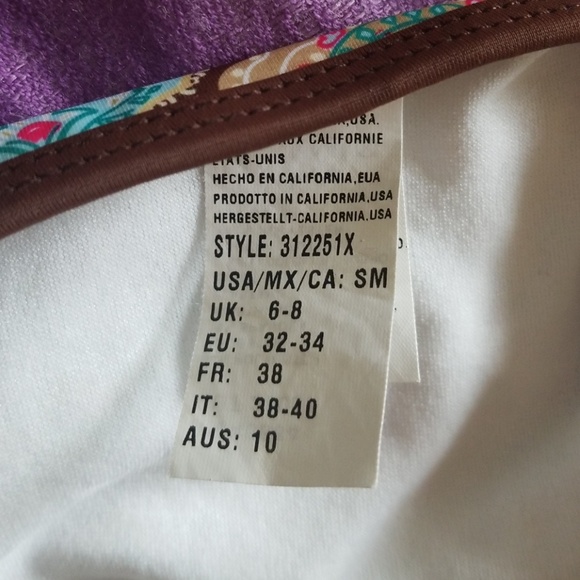 ,USA.
AUX CALIFORNIE
ETATS-UNIS
HECHO EN CALIFORNIA,EUA
PRODOTTO IN CALIFORNIA,USA
HERGESTELLT-CALIFORNIA,USA
STYLE: 312251X
USA/MX/CA: SM
UK: 6-8
EU: 32-34
FR: 38
IT: 38-40
AUS: 10